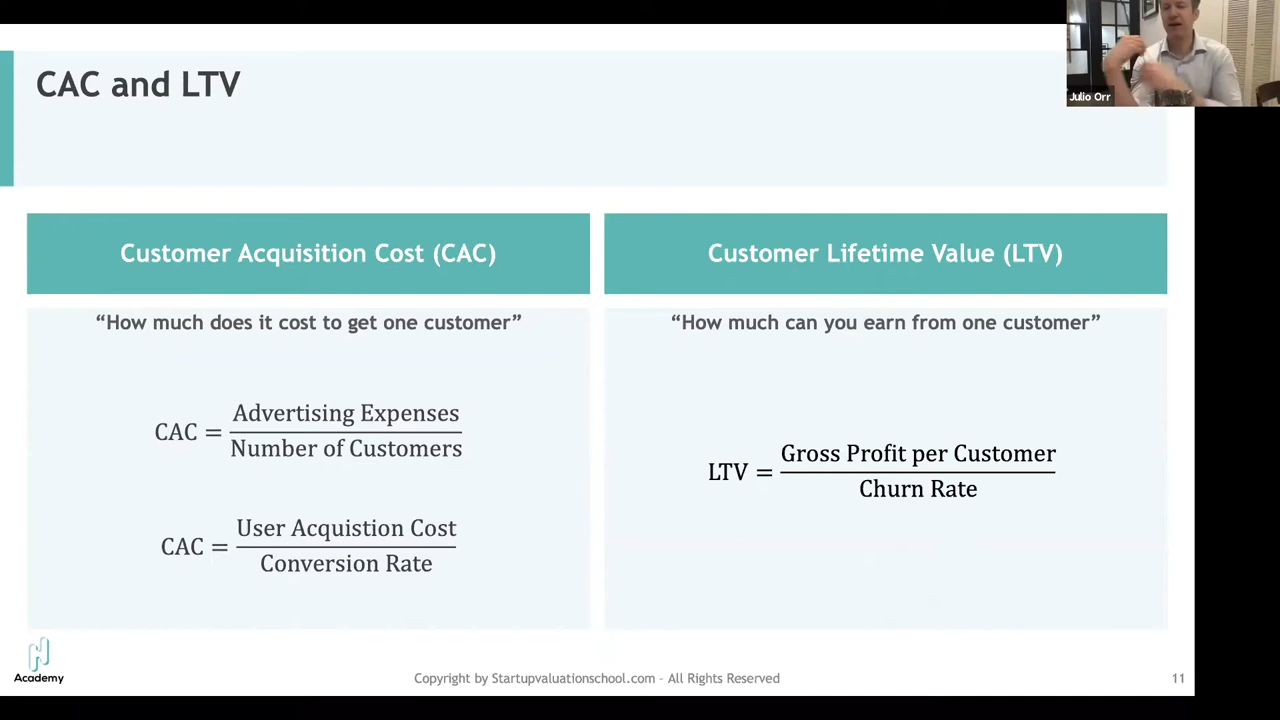 CAC and LTV
Julio Orr
Customer Acquisition Cost (CAC)
“How much does it cost to get one customer”
CAC = Advertising Expenses / Number of Customers
CAC = User Acquistion Cost / Conversion Rate
Customer Lifetime Value (LTV)
“How much can you earn from one customer”
LTV = Gross Profit per Customer / Churn Rate
Academy
Copyright by Startupvaluationschool.com – All Rights Reserved
11